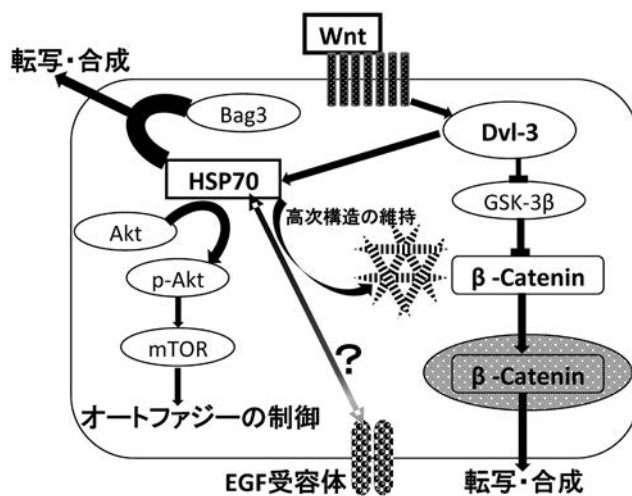 Wnt
転写・合成
Bag3
Dvl-3
HSP70
GSK-3β
高次構造の維持
Akt
p-Akt
β-Catenin
mTOR
?
β-Catenin
オートファジーの制御
EGF受容体
転写・合成